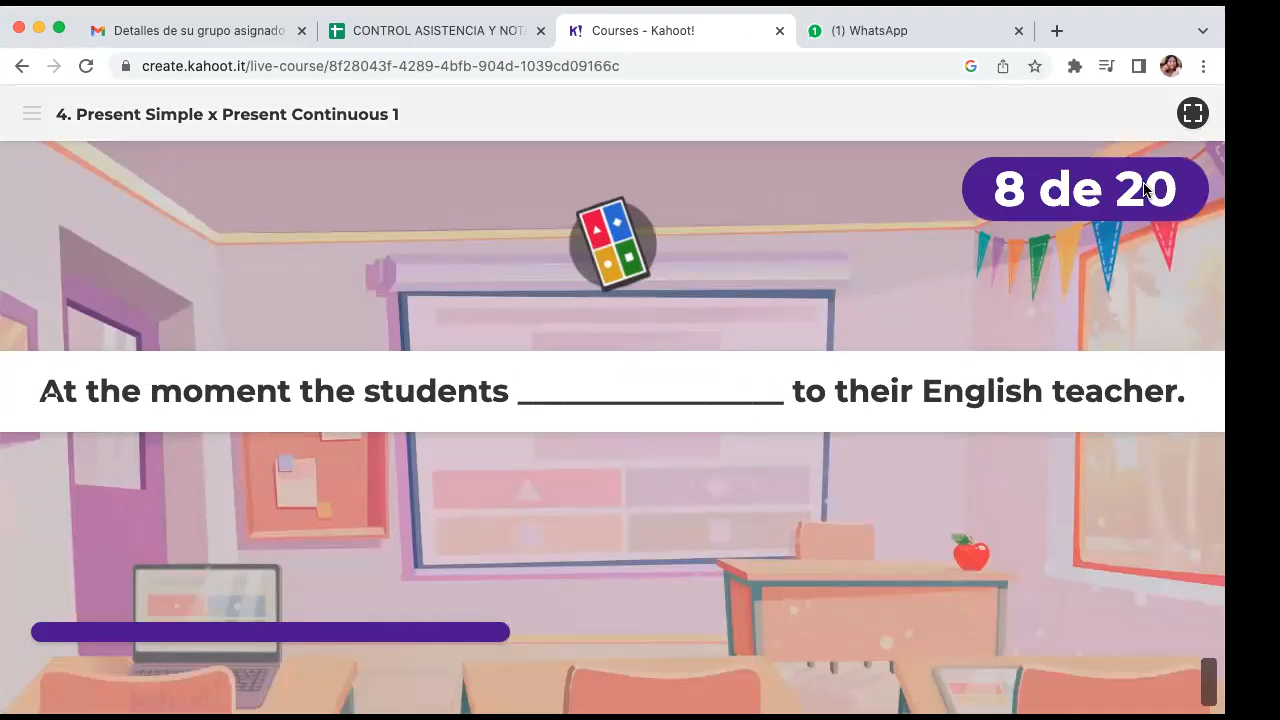 Detalles de su grupo asignado
CONTROL ASISTENCIA Y NOT
K! Courses - Kahoot!
1 (1) WhatsApp
create.kahoot.it/live-course/8f28043f-4289-4bfb-904d-1039cd09166c
4. Present Simple x Present Continuous 1
8 de 20
At the moment the students ________________ to their English teacher.